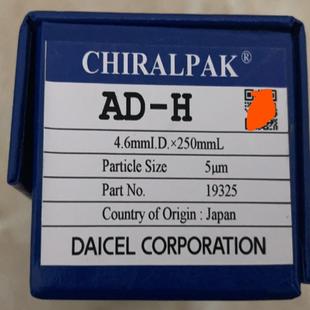 CHIRALPAK®
AD-H
4.6mmI.D.×250mmL
Particle Size 5μm
Part No. 19325
Country of Origin : Japan
DAICEL CORPORATION